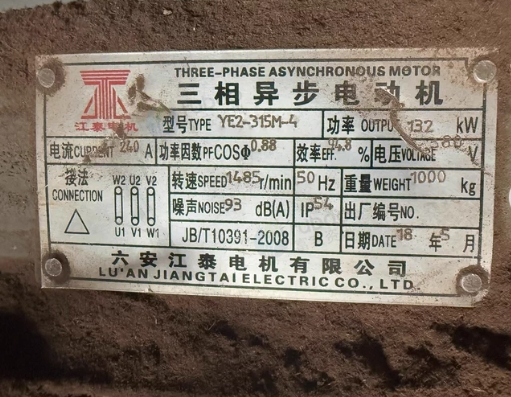 THREE-PHASE ASYNCHRONOUS MOTOR
三相异步电动机
江泰电机
型号TYPE YE2-315M-4 功率 OUTPUT 132 kW
电流CURRENT 240 A 功率因数PFCOSΦ 0.88 效率EFF. 94.8 % 电压VOLTAGE 380 V
接法 CONNECTION △ W2 U2 V2 U1 V1 W1
转速SPEED 1485 r/min 50 Hz 重量WEIGHT 1000 kg
噪声NOISE 93 dB(A) IP 54 出厂编号NO.
JB/T10391-2008 B 日期DATE 18 年 5 月
六安江泰电机有限公司
LU'AN JIANGTAI ELECTRIC CO., LTD.